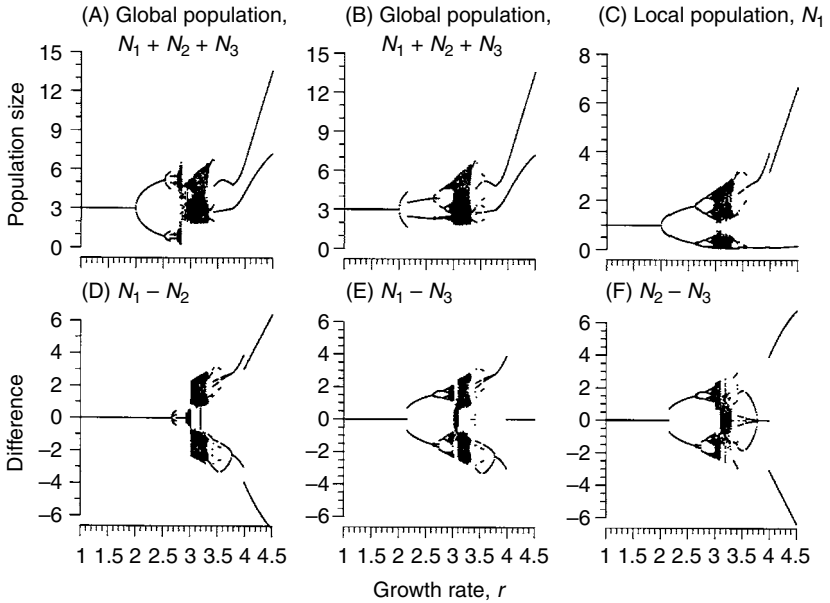 (A) Global population, (B) Global population, (C) Local population, N₁
N₁ + N₂ + N₃ N₁ + N₂ + N₃
Population size
15 15 8
12 12 6
9 9
6 6 4
3 3 2
0 0 0
(D) N₁ – N₂ (E) N₁ – N₃ (F) N₂ – N₃
Difference
6 6 6
4 4 4
2 2 2
0 0 0
–2 –2 –2
–4 –4 –4
–6 –6 –6
1 1.5 2 2.5 3 3.5 4 4.5 1 1.5 2 2.5 3 3.5 4 4.5 1 1.5 2 2.5 3 3.5 4 4.5
Growth rate, r